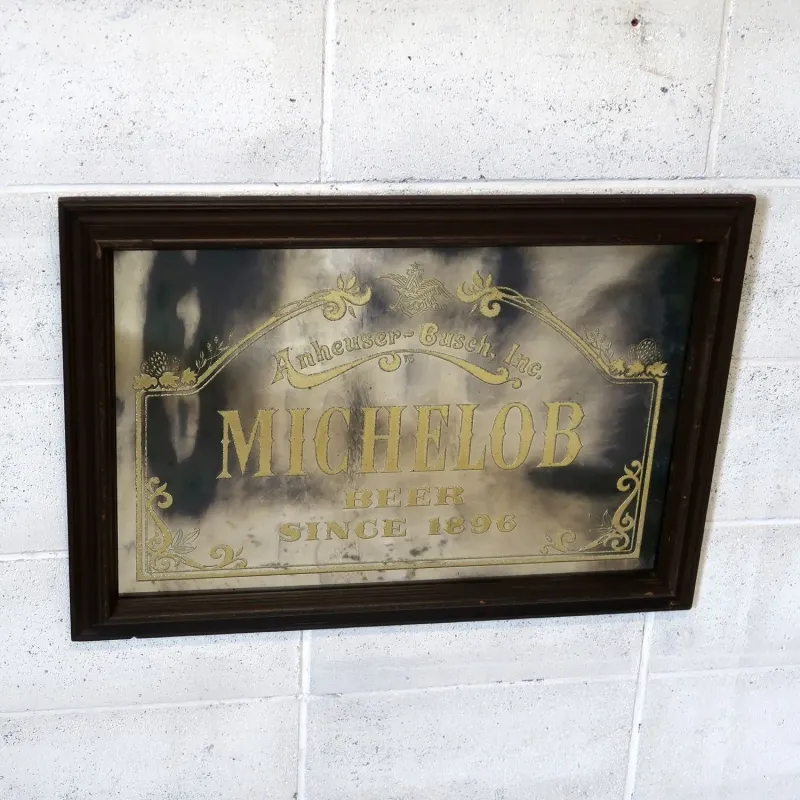 Anheuser-Busch, Inc.
MICHELOB
BEER
SINCE 1896